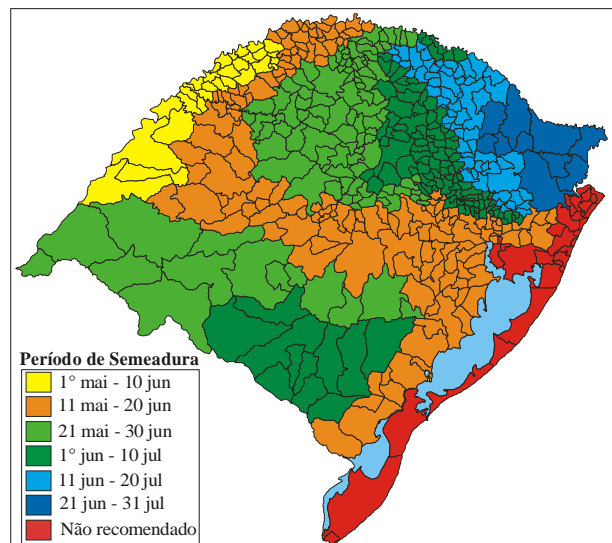 Período de Semeadura
1° mai - 10 jun
11 mai - 20 jun
21 mai - 30 jun
1° jun - 10 jul
11 jun - 20 jul
21 jun - 31 jul
Não recomendado